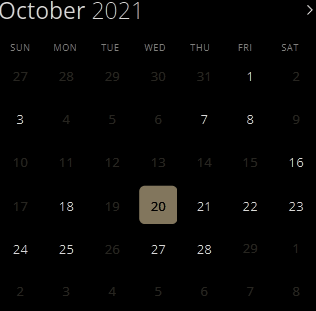 October 2021
SUN MON TUE WED THU FRI SAT
27 28 29 30 31 1 2
3 4 5 6 7 8 9
10 11 12 13 14 15 16
17 18 19 20 21 22 23
24 25 26 27 28 29 1
2 3 4 5 6 7 8